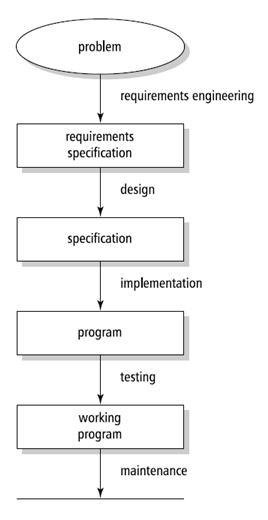 problem
requirements engineering
requirements
specification
design
specification
implementation
program
testing
working
program
maintenance